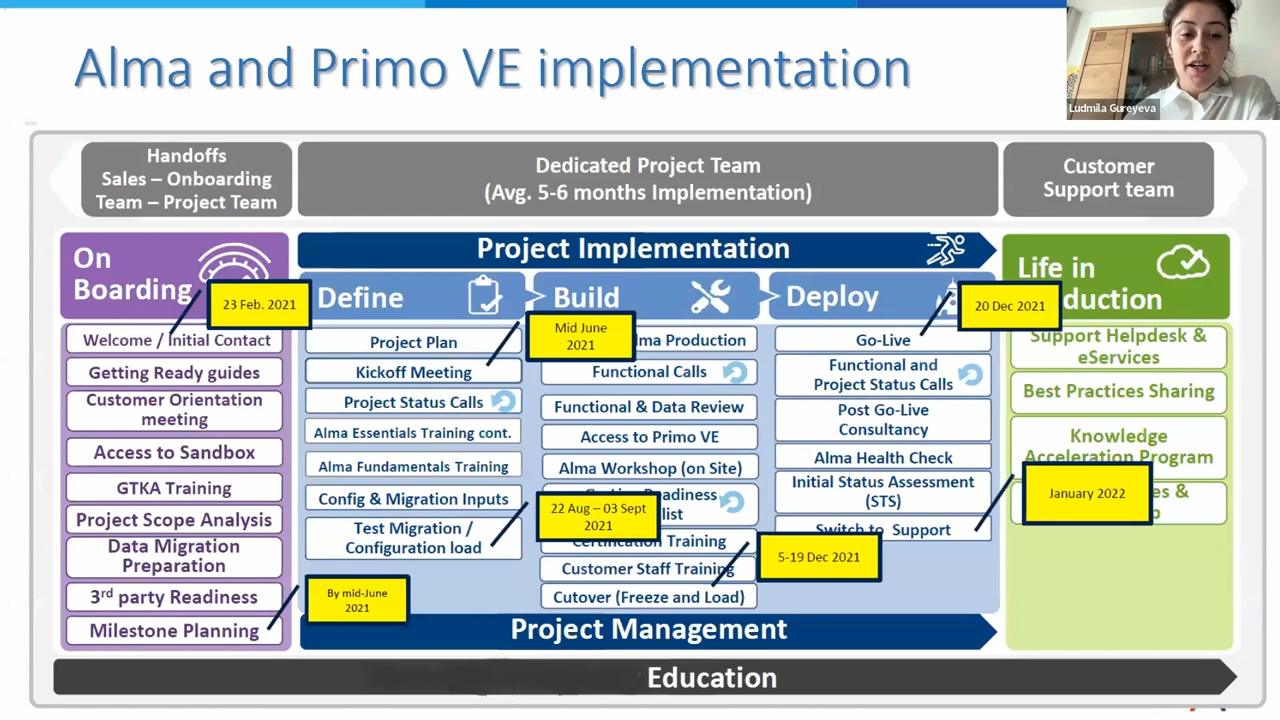 Alma and Primo VE implementation
Ludmila Gureyeva
Handoffs
Sales – Onboarding
Team – Project Team
Dedicated Project Team
(Avg. 5-6 months Implementation)
Customer
Support team
On
Boarding
23 Feb. 2021
Welcome / Initial Contact
Getting Ready guides
Customer Orientation
meeting
Access to Sandbox
GTKA Training
Project Scope Analysis
Data Migration
Preparation
3rd party Readiness
Milestone Planning
By mid-June
2021
Project Implementation
Define
Project Plan
Kickoff Meeting
Project Status Calls
Alma Essentials Training cont.
Alma Fundamentals Training
Config & Migration Inputs
Test Migration /
Configuration load
Build
Mid June
2021
Production
Functional Calls
Functional & Data Review
Access to Primo VE
Alma Workshop (on Site)
Readiness
22 Aug – 03 Sept
2021
Certification Training
Customer Staff Training
Cutover (Freeze and Load)
5-19 Dec 2021
Deploy
Go-Live
Functional and
Project Status Calls
Post Go-Live
Consultancy
Alma Health Check
Initial Status Assessment
(STS)
Switch to Support
20 Dec 2021
Life in
Support Helpdesk &
eServices
Best Practices Sharing
Knowledge
Acceleration Program
January 2022
&
Project Management
Education